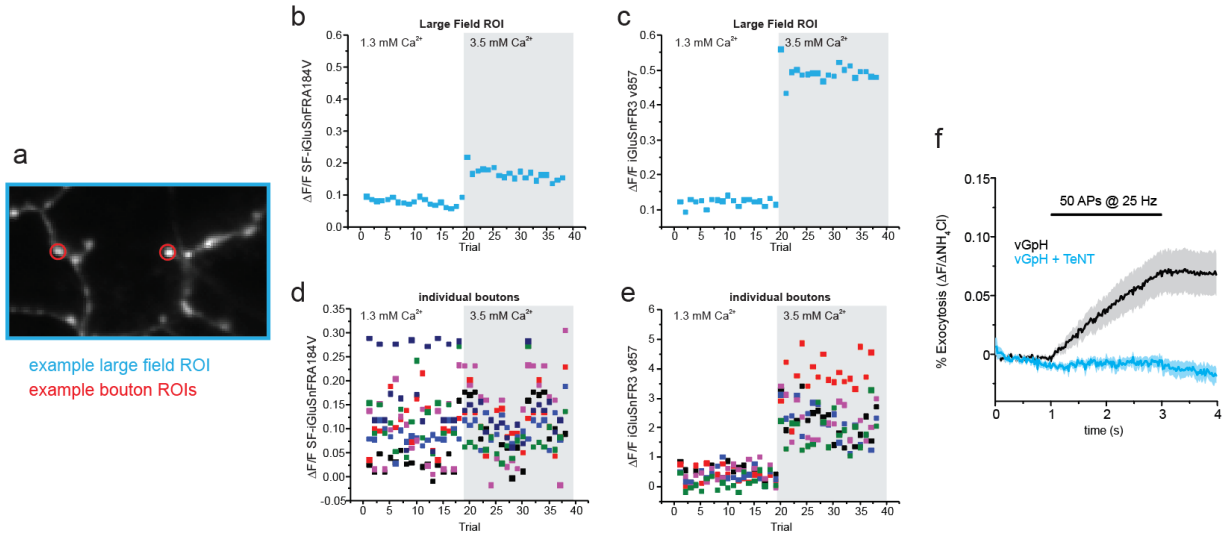 a
example large field ROI
example bouton ROIs
b
Large Field ROI
1.3 mM Ca²⁺
3.5 mM Ca²⁺
ΔF/F SF-iGluSnFRA184V
0.6
0.5
0.4
0.3
0.2
0.1
0.0
0 5 10 15 20 25 30 35 40
Trial
c
Large Field ROI
1.3 mM Ca²⁺
3.5 mM Ca²⁺
ΔF/F iGluSnFR3 v857
0.6
0.5
0.4
0.3
0.2
0.1
0.0
0 5 10 15 20 25 30 35 40
Trial
d
individual boutons
1.3 mM Ca²⁺
3.5 mM Ca²⁺
ΔF/F SF-iGluSnFRA184V
0.35
0.30
0.25
0.20
0.15
0.10
0.05
0.00
-0.05
0 5 10 15 20 25 30 35 40
Trial
e
individual boutons
1.3 mM Ca²⁺
3.5 mM Ca²⁺
ΔF/F iGluSnFR3 v857
6
5
4
3
2
1
0
0 5 10 15 20 25 30 35 40
Trial
f
50 APs @ 25 Hz
vGpH
vGpH + TeNT
% Exocytosis (ΔF/ΔNH₄Cl)
0.15
0.10
0.05
0
0 1 2 3 4
time (s)